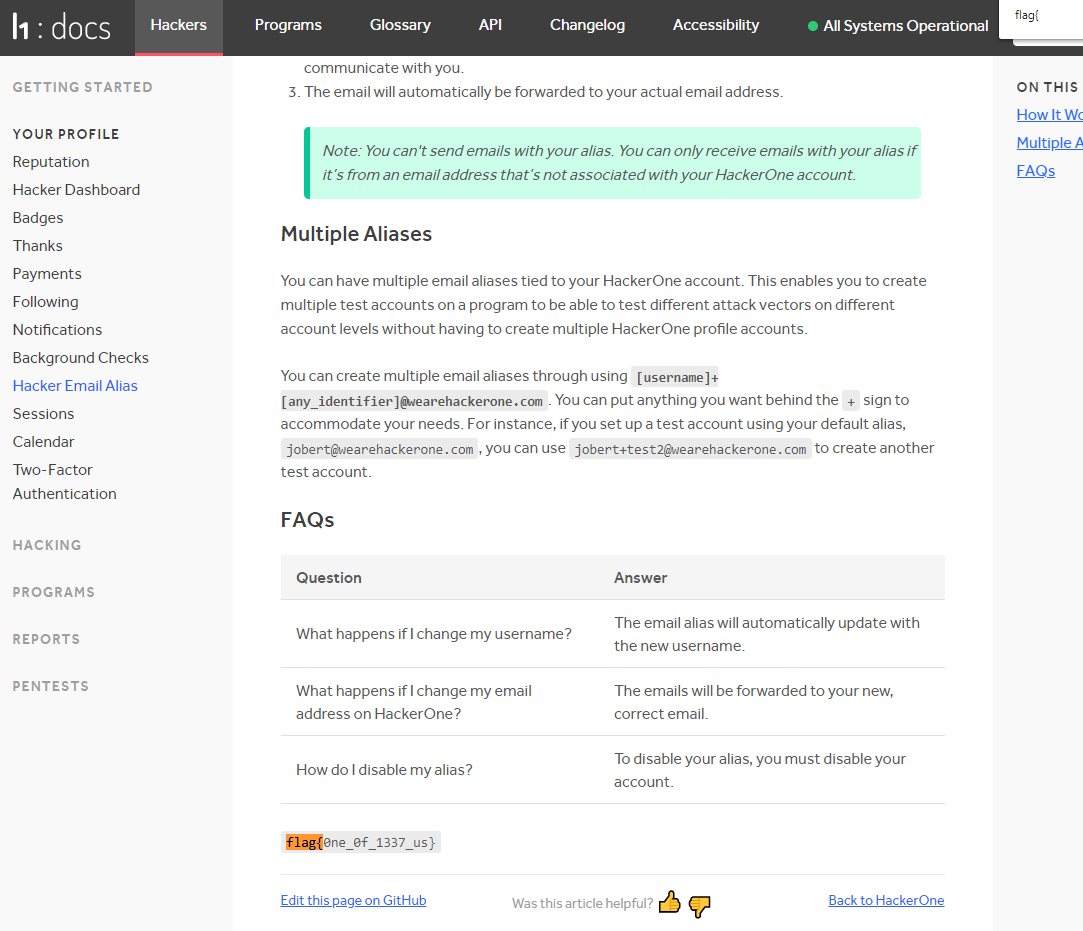 h1 : docs
Hackers
Programs
Glossary
API
Changelog
Accessibility
All Systems Operational
flag{
GETTING STARTED
YOUR PROFILE
Reputation
Hacker Dashboard
Badges
Thanks
Payments
Following
Notifications
Background Checks
Hacker Email Alias
Sessions
Calendar
Two-Factor
Authentication
HACKING
PROGRAMS
REPORTS
PENTESTS
communicate with you.
3. The email will automatically be forwarded to your actual email address.
Note: You can't send emails with your alias. You can only receive emails with your alias if
it's from an email address that's not associated with your HackerOne account.
Multiple Aliases
You can have multiple email aliases tied to your HackerOne account. This enables you to create
multiple test accounts on a program to be able to test different attack vectors on different
account levels without having to create multiple HackerOne profile accounts.
You can create multiple email aliases through using [username]+
[any_identifier]@wearehackerone.com. You can put anything you want behind the + sign to
accommodate your needs. For instance, if you set up a test account using your default alias,
jobert@wearehackerone.com, you can use jobert+test2@wearehackerone.com to create another
test account.
FAQs
Question Answer
What happens if I change my username?
The email alias will automatically update with
the new username.
What happens if I change my email
address on HackerOne?
The emails will be forwarded to your new,
correct email.
How do I disable my alias?
To disable your alias, you must disable your
account.
flag{0ne_0f_1337_us}
Edit this page on GitHub
Was this article helpful?
Back to HackerOne
ON THIS
How It Wo
Multiple A
FAQs